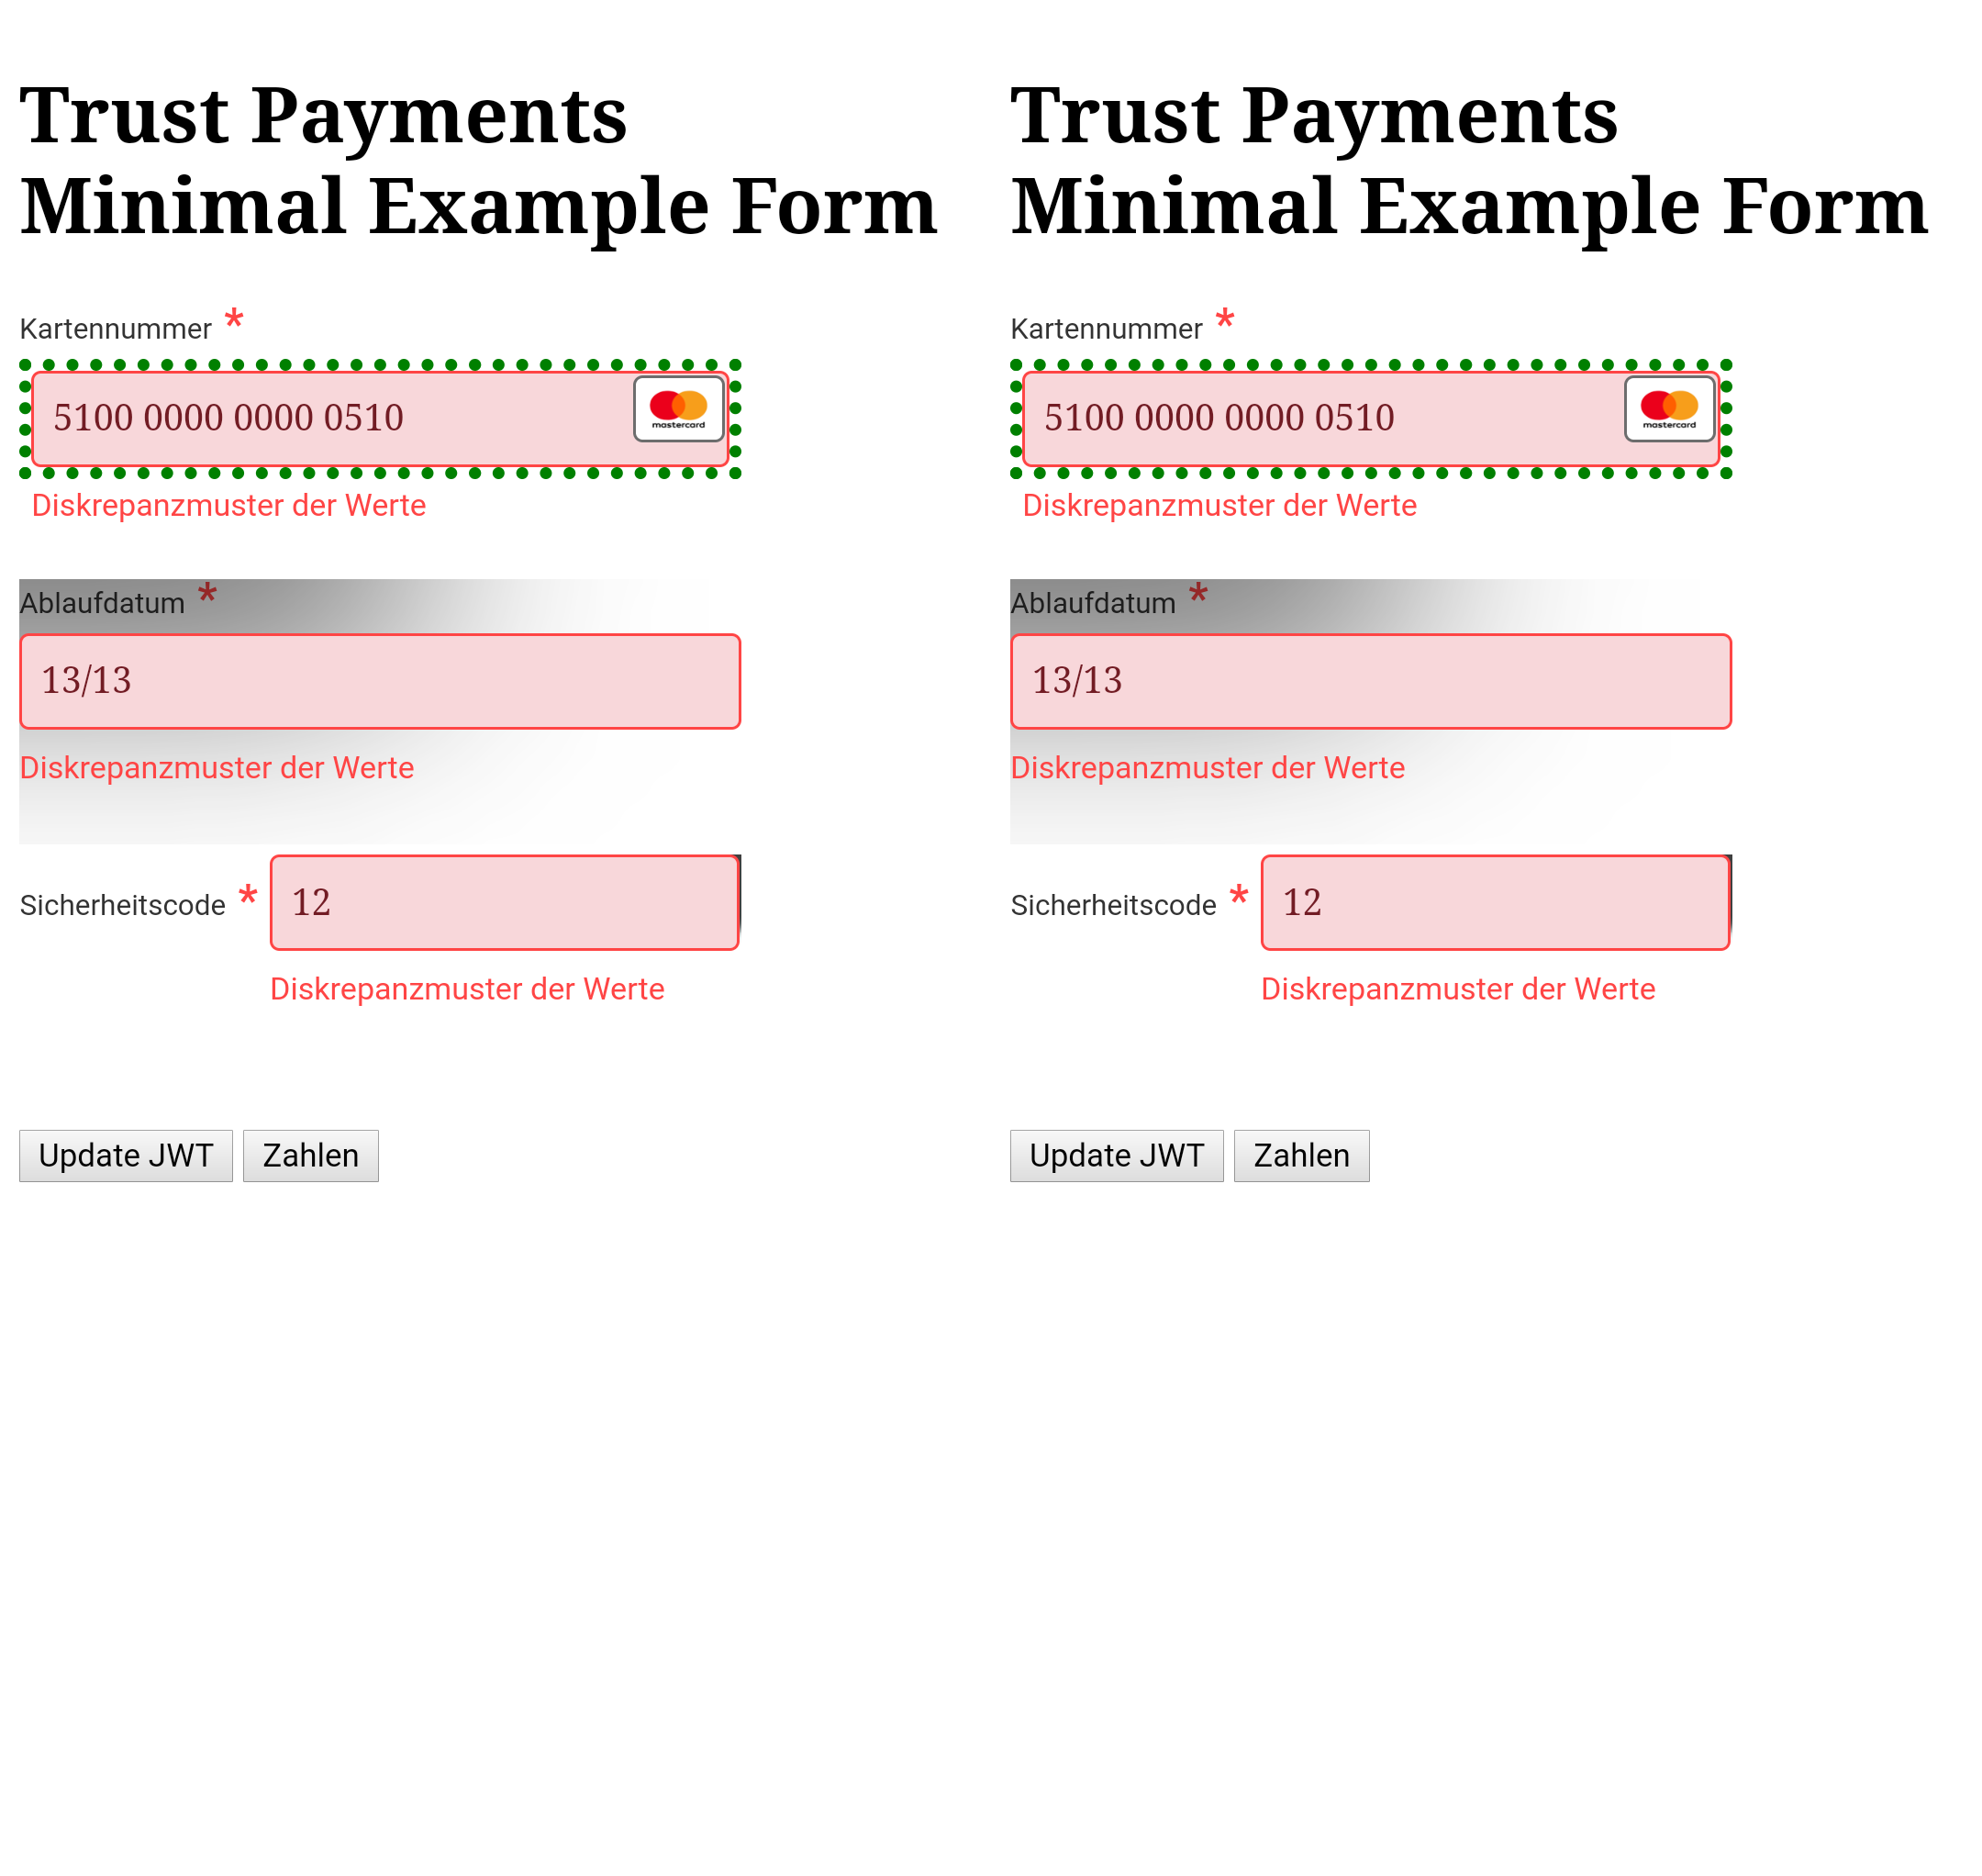 Trust Payments
Minimal Example Form
Kartennummer *
5100 0000 0000 0510
mastercard
Diskrepanzmuster der Werte
Ablaufdatum *
13/13
Diskrepanzmuster der Werte
Sicherheitscode *
12
Diskrepanzmuster der Werte
Update JWT
Zahlen
Trust Payments
Minimal Example Form
Kartennummer *
5100 0000 0000 0510
mastercard
Diskrepanzmuster der Werte
Ablaufdatum *
13/13
Diskrepanzmuster der Werte
Sicherheitscode *
12
Diskrepanzmuster der Werte
Update JWT
Zahlen